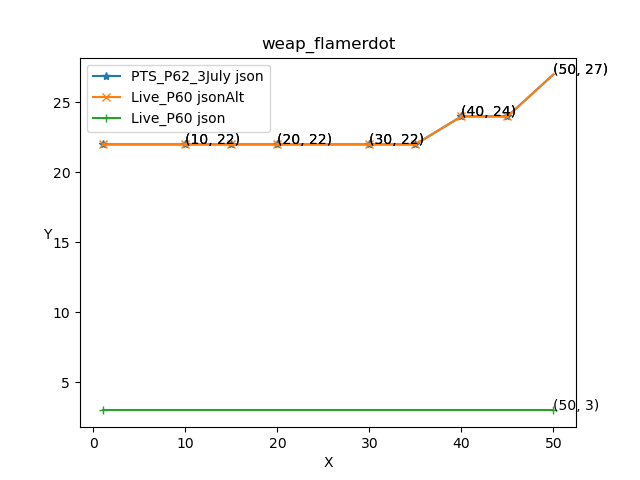 weap_flamerdot
PTS_P62_3July json
Live_P60 jsonAlt
Live_P60 json
(50, 27)
(40, 24)
(10, 22)
(20, 22)
(30, 22)
(50, 3)
25
20
15
10
5
Y
0
10
20
30
40
50
X